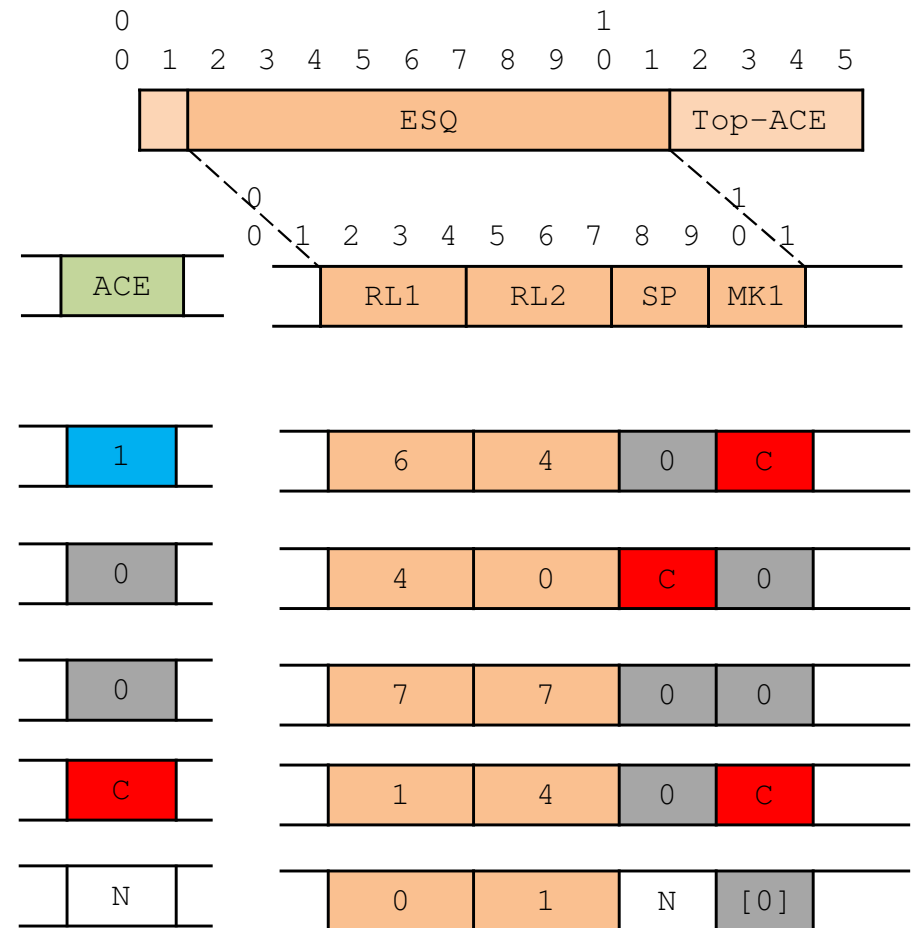 0 1
0 1 2 3 4 5 6 7 8 9 0 1 2 3 4 5
ESQ Top-ACE
0 1
0 1 2 3 4 5 6 7 8 9 0 1
ACE RL1 RL2 SP MK1
1 6 4 0 C
0 4 0 C 0
0 7 7 0 0
C 1 4 0 C
N 0 1 N [0]